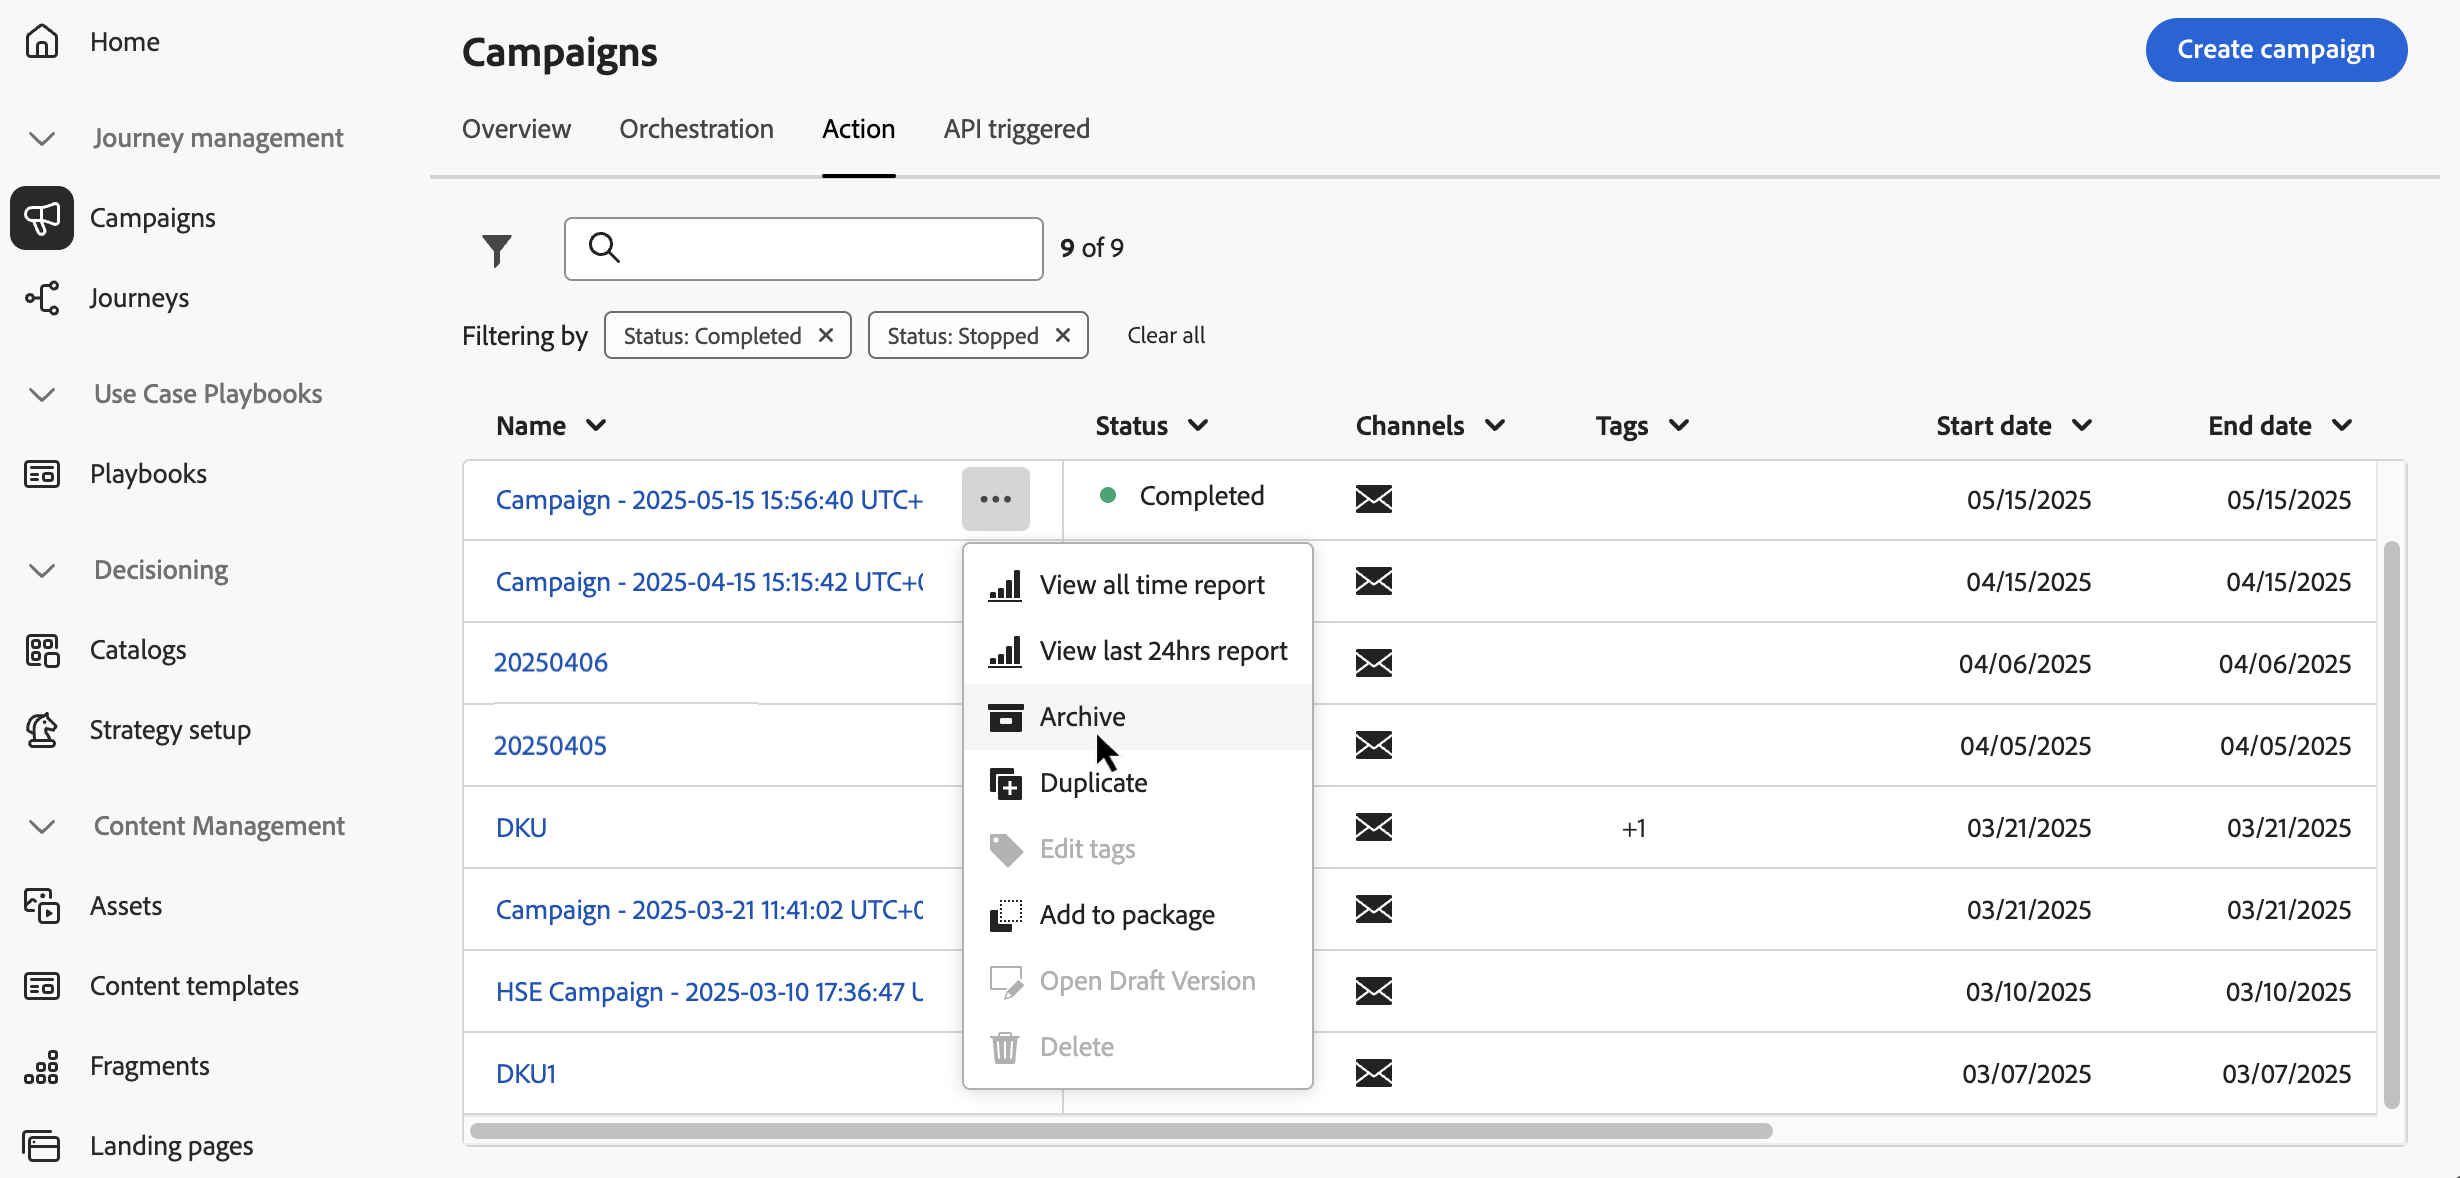 Home
Journey management
Campaigns
Journeys
Use Case Playbooks
Playbooks
Decisioning
Catalogs
Strategy setup
Content Management
Assets
Content templates
Fragments
Landing pages
Campaigns
Create campaign
Overview Orchestration Action API triggered
9 of 9
Filtering by Status: Completed Status: Stopped Clear all
Name Status Channels Tags Start date End date
Campaign - 2025-05-15 15:56:40 UTC+ Completed 05/15/2025 05/15/2025
Campaign - 2025-04-15 15:15:42 UTC+ 04/15/2025 04/15/2025
20250406 04/06/2025 04/06/2025
20250405 04/05/2025 04/05/2025
DKU +1 03/21/2025 03/21/2025
Campaign - 2025-03-21 11:41:02 UTC+ 03/21/2025 03/21/2025
HSE Campaign - 2025-03-10 17:36:47 03/10/2025 03/10/2025
DKU1 03/07/2025 03/07/2025
View all time report
View last 24hrs report
Archive
Duplicate
Edit tags
Add to package
Open Draft Version
Delete